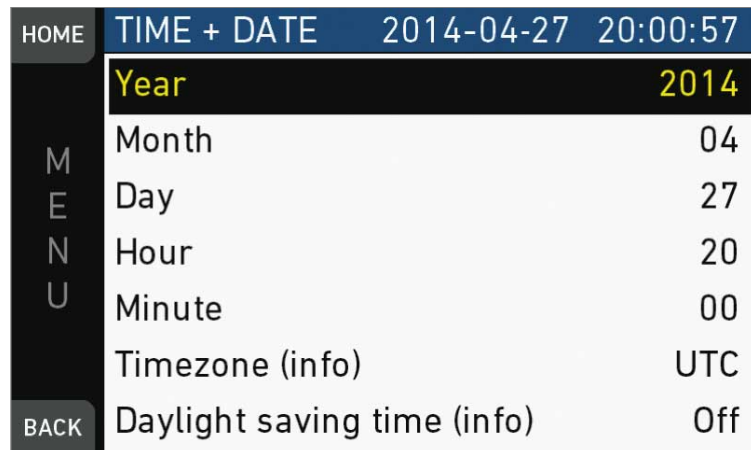 HOME TIME + DATE 2014-04-27 20:00:57
Year 2014
Month 04
Day 27
Hour 20
Minute 00
Timezone (info) UTC
Daylight saving time (info) Off
MENU
BACK